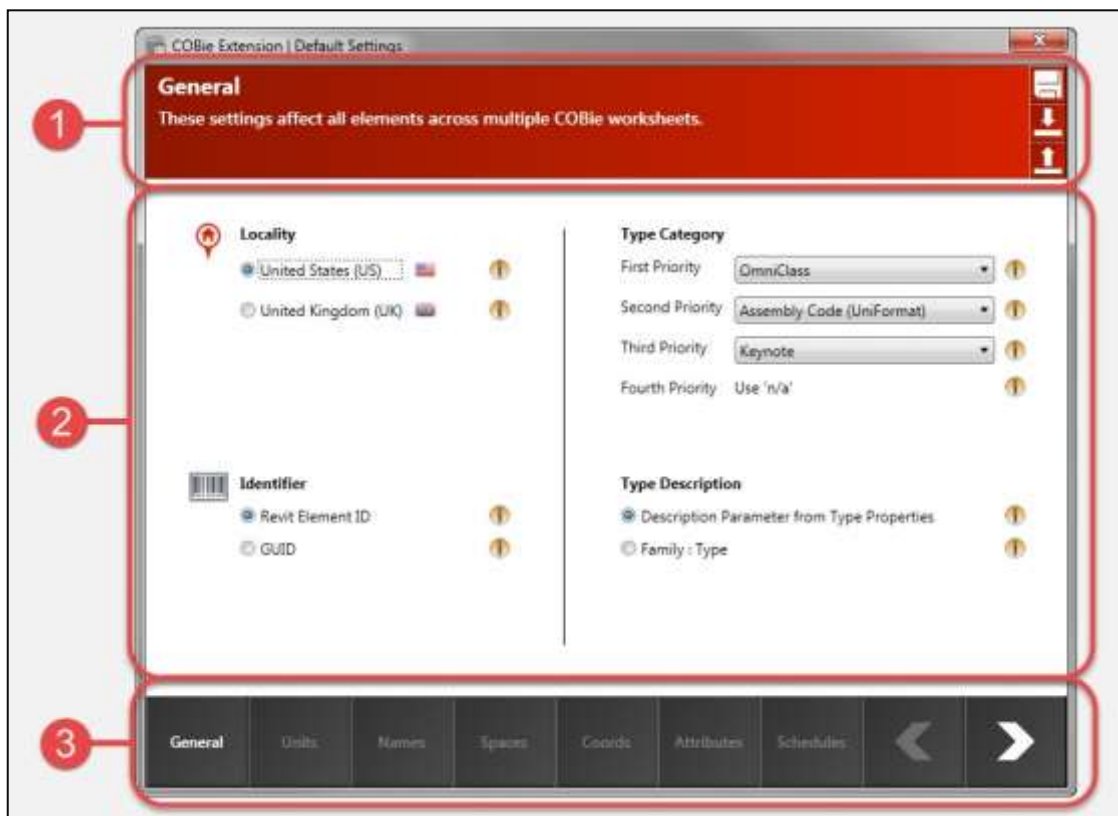 COBie Extension | Default Settings
General
These settings affect all elements across multiple COBie worksheets.
1
Locality
United States (US)
United Kingdom (UK)
Type Category
First Priority OmniClass
Second Priority Assembly Code (UniFormat)
Third Priority Keynote
Fourth Priority Use 'n/a'
2
Identifier
Revit Element ID
GUID
Type Description
Description Parameter from Type Properties
Family : Type
3
General Units Names Spaces Coords Attributes Schedules